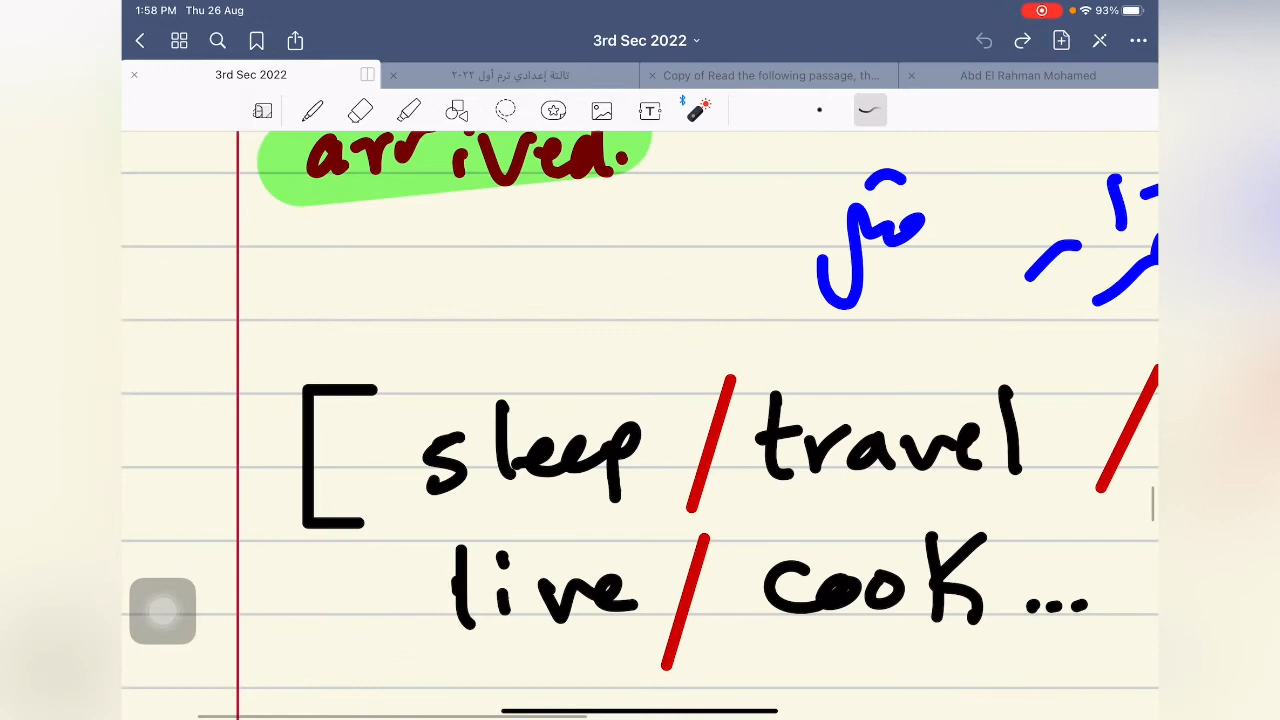 1:58 PM Thu 26 Aug 93%
3rd Sec 2022
3rd Sec 2022 ثالثة إعدادي ترم أول ٢٠٢٢ Copy of Read the following passage, th... Abd El Rahman Mohamed
arrived.
[ sleep / travel /
live / cook ...